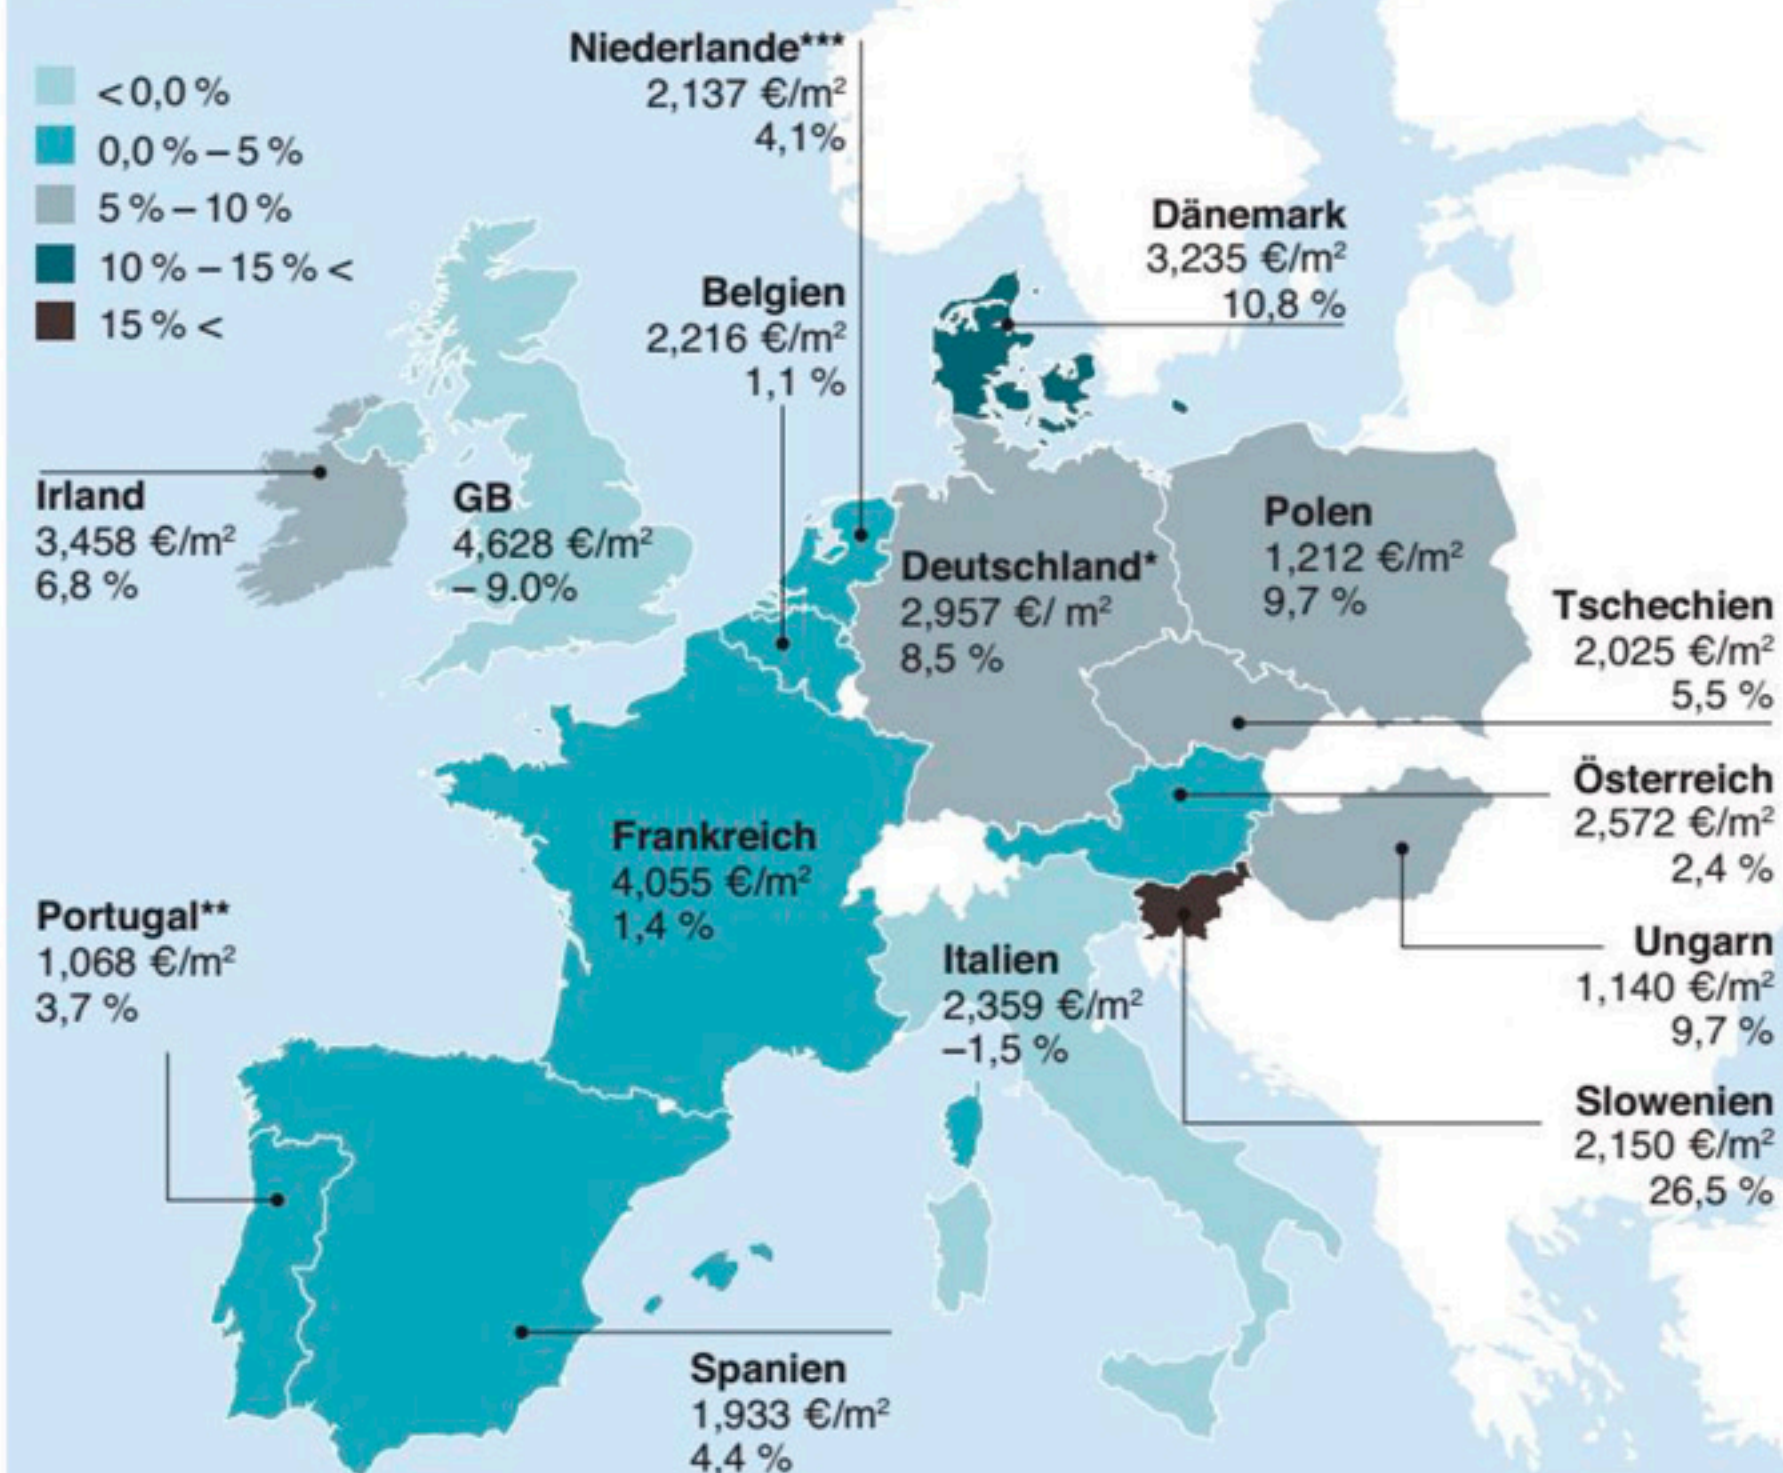 < 0,0 %
0,0 % – 5 %
5 % – 10 %
10 % – 15 % <
15 % <
Niederlande***
2,137 €/m²
4,1%
Dänemark
3,235 €/m²
10,8 %
Belgien
2,216 €/m²
1,1 %
Irland
3,458 €/m²
6,8 %
GB
4,628 €/m²
– 9.0%
Deutschland*
2,957 €/ m²
8,5 %
Polen
1,212 €/m²
9,7 %
Tschechien
2,025 €/m²
5,5 %
Österreich
2,572 €/m²
2,4 %
Frankreich
4,055 €/m²
1,4 %
Portugal**
1,068 €/m²
3,7 %
Italien
2,359 €/m²
–1,5 %
Ungarn
1,140 €/m²
9,7 %
Slowenien
2,150 €/m²
26,5 %
Spanien
1,933 €/m²
4,4 %